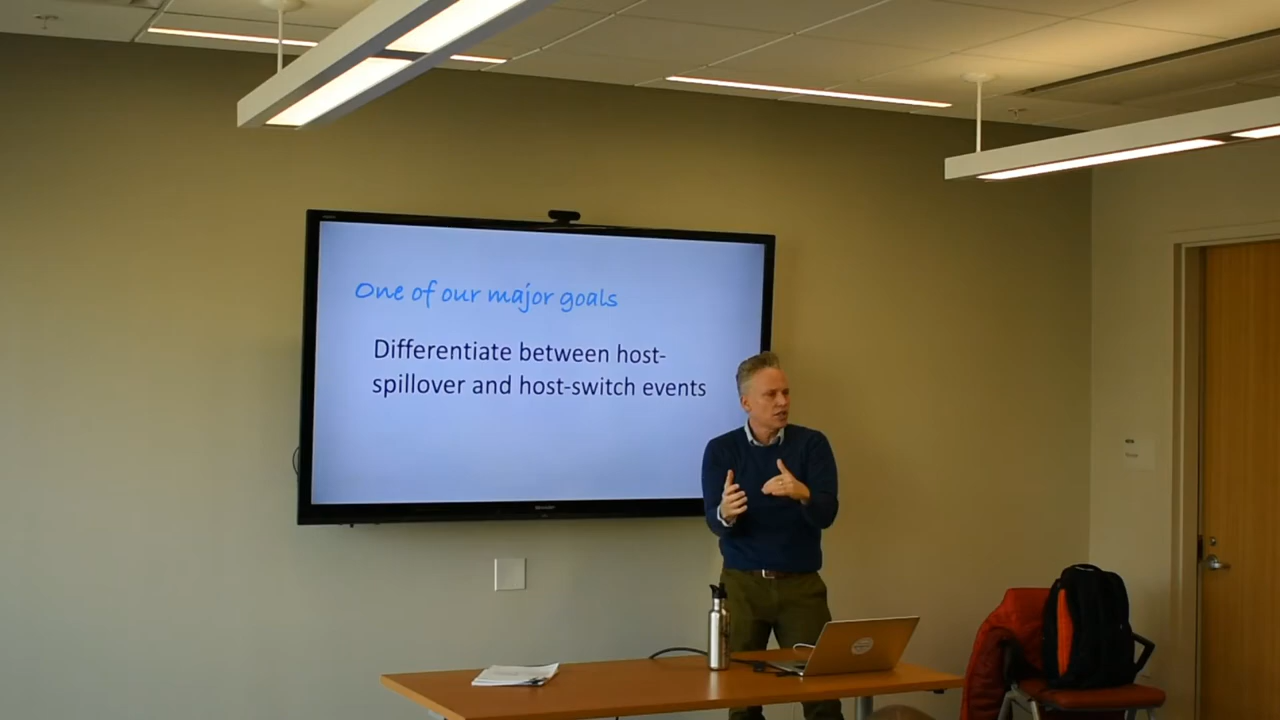 One of our major goals
Differentiate between host-
spillover and host-switch events